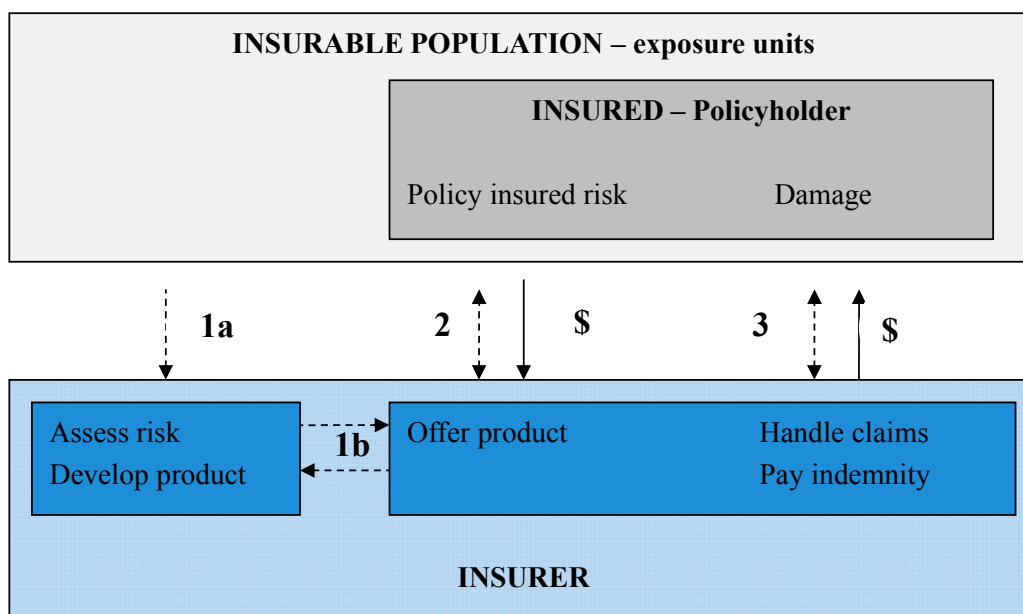 INSURABLE POPULATION – exposure units
INSURED – Policyholder
Policy insured risk
Damage
1a
2
$
3
$
Assess risk
Develop product
1b
Offer product
Handle claims
Pay indemnity
INSURER